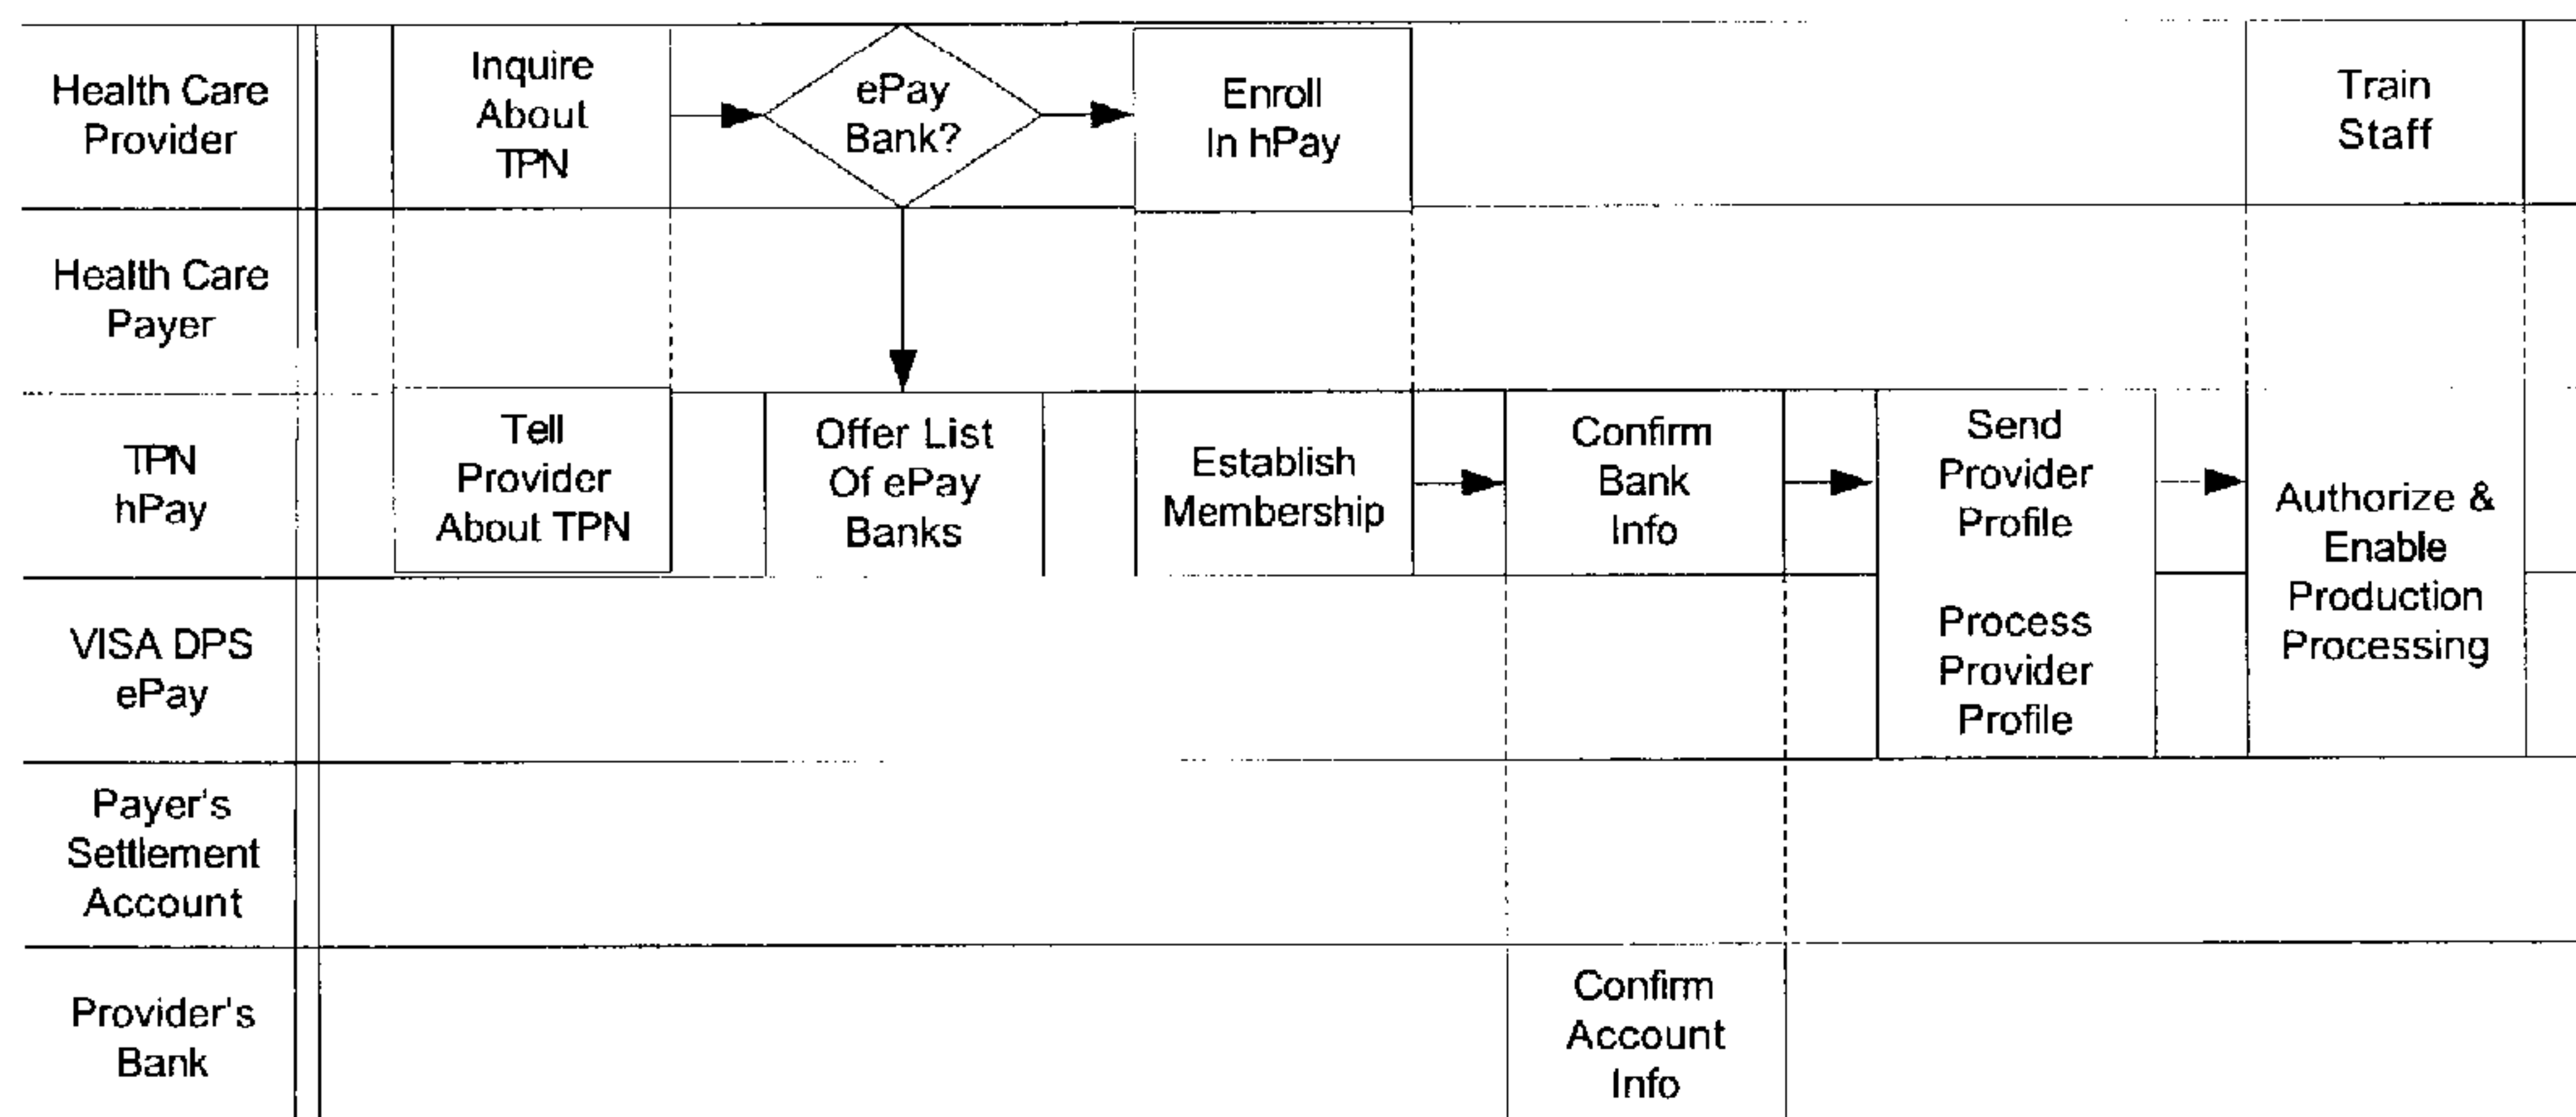 Health Care
Provider
Inquire
About
TPN
ePay
Bank?
Enroll
In hPay
Train
Staff
Health Care
Payer
TPN
hPay
Tell
Provider
About TPN
Offer List
Of ePay
Banks
Establish
Membership
Confirm
Bank
Info
Send
Provider
Profile
Authorize &
Enable
Production
Processing
VISA DPS
ePay
Process
Provider
Profile
Payer's
Settlement
Account
Provider's
Bank
Confirm
Account
Info